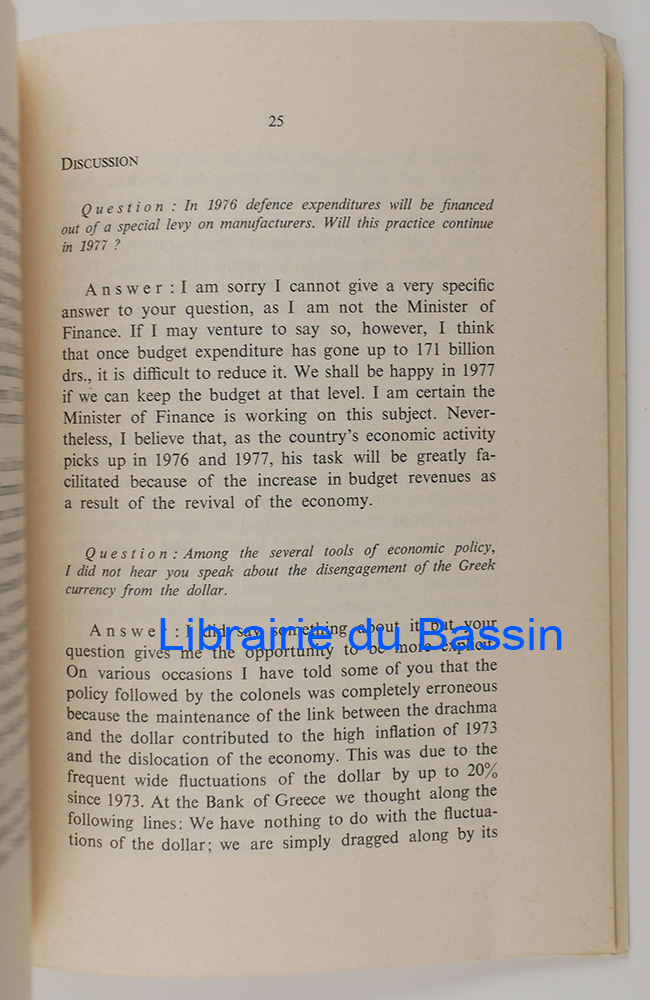 25
DISCUSSION
Question : In 1976 defence expenditures will be financed
out of a special levy on manufacturers. Will this practice continue
in 1977 ?
Answer : I am sorry I cannot give a very specific
answer to your question, as I am not the Minister of
Finance. If I may venture to say so, however, I think
that once budget expenditure has gone up to 171 billion
drs., it is difficult to reduce it. We shall be happy in 1977
if we can keep the budget at that level. I am certain the
Minister of Finance is working on this subject. Never-
theless, I believe that, as the country's economic activity
picks up in 1976 and 1977, his task will be greatly fa-
cilitated because of the increase in budget revenues as
a result of the revival of the economy.
Question : Among the several tools of economic policy,
I did not hear you speak about the disengagement of the Greek
currency from the dollar.
Answer : I did say something about it but your
Librairie du Bassin
question gives me the opportunity to be more explicit.
On various occasions I have told some of you that the
policy followed by the colonels was completely erroneous
because the maintenance of the link between the drachma
and the dollar contributed to the high inflation of 1973
and the dislocation of the economy. This was due to the
frequent wide fluctuations of the dollar by up to 20%
since 1973. At the Bank of Greece we thought along the
following lines: We have nothing to do with the fluctua-
tions of the dollar; we are simply dragged along by its